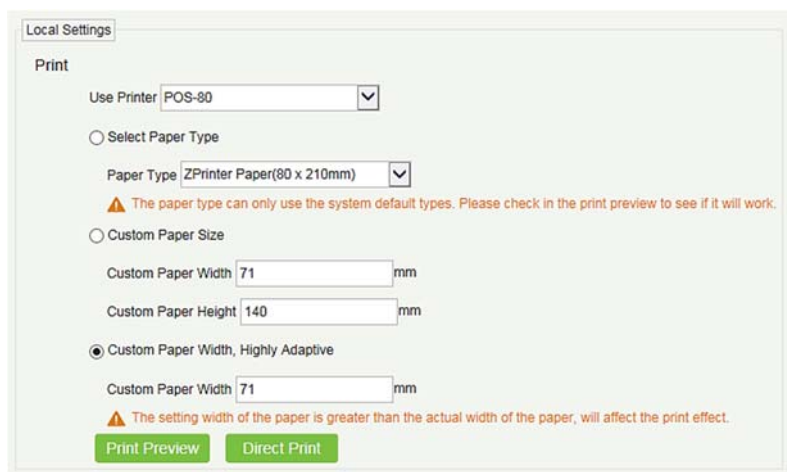 Local Settings
Print
Use Printer POS-80
Select Paper Type
Paper Type ZPrinter Paper(80 x 210mm)
The paper type can only use the system default types. Please check in the print preview to see if it will work.
Custom Paper Size
Custom Paper Width 71 mm
Custom Paper Height 140 mm
Custom Paper Width, Highly Adaptive
Custom Paper Width 71 mm
The setting width of the paper is greater than the actual width of the paper, will affect the print effect.
Print Preview Direct Print